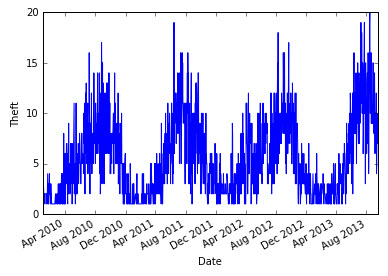 20
15
10
5
0
Theft
Apr 2010
Aug 2010
Dec 2010
Apr 2011
Aug 2011
Dec 2011
Apr 2012
Aug 2012
Dec 2012
Apr 2013
Aug 2013
Date